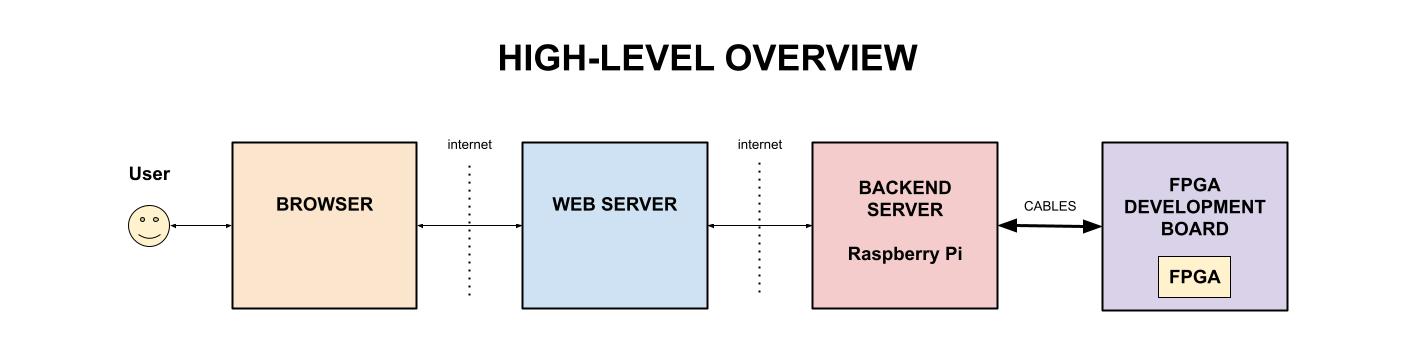 HIGH-LEVEL OVERVIEW
User
BROWSER
internet
WEB SERVER
internet
BACKEND
SERVER
Raspberry Pi
CABLES
FPGA
DEVELOPMENT
BOARD
FPGA